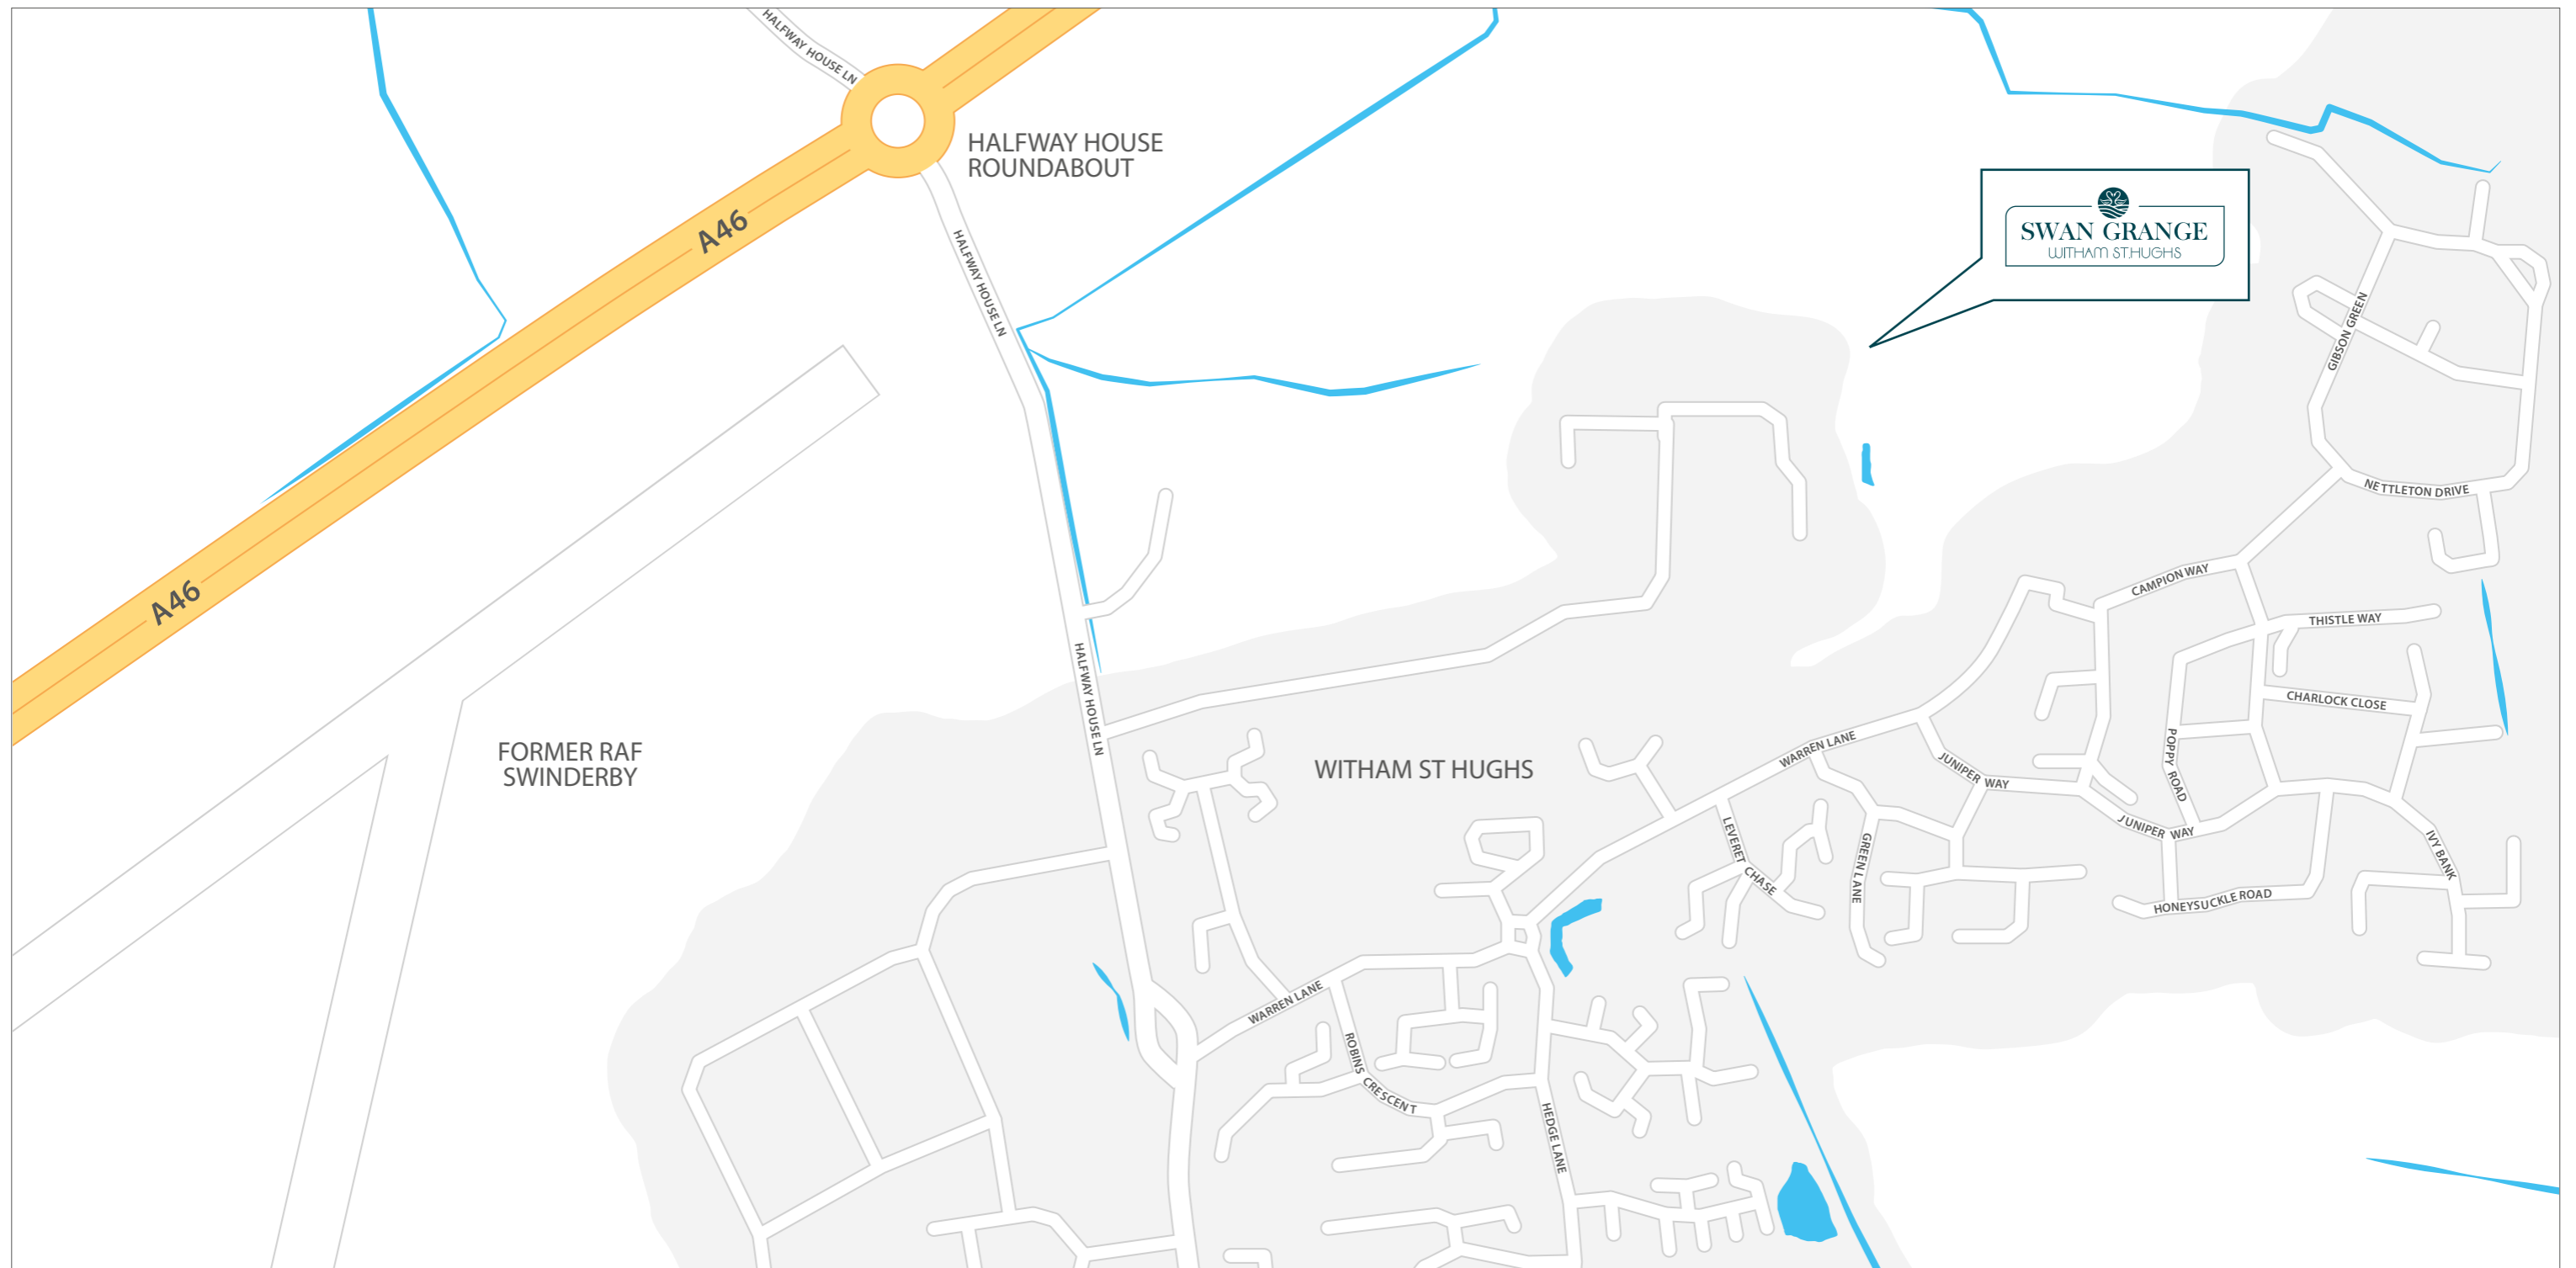 HALFWAY HOUSE LN
HALFWAY HOUSE
ROUNDABOUT
A46
SWAN GRANGE
WITHAM ST.HUGHS
HALFWAY HOUSE LN
GIBSON GREEN
NETTLETON DRIVE
A46
CAMPION WAY
THISTLE WAY
HALFWAY HOUSE LN
CHARLOCK CLOSE
FORMER RAF
SWINDERBY
WITHAM ST HUGHS
WARREN LANE
JUNIPER WAY
POPPY ROAD
JUNIPER WAY
LEVERET CHASE
GREEN LANE
IVY BANK
HONEYSUCKLE ROAD
WARREN LANE
ROBINS CRESCENT
HEDGE LANE